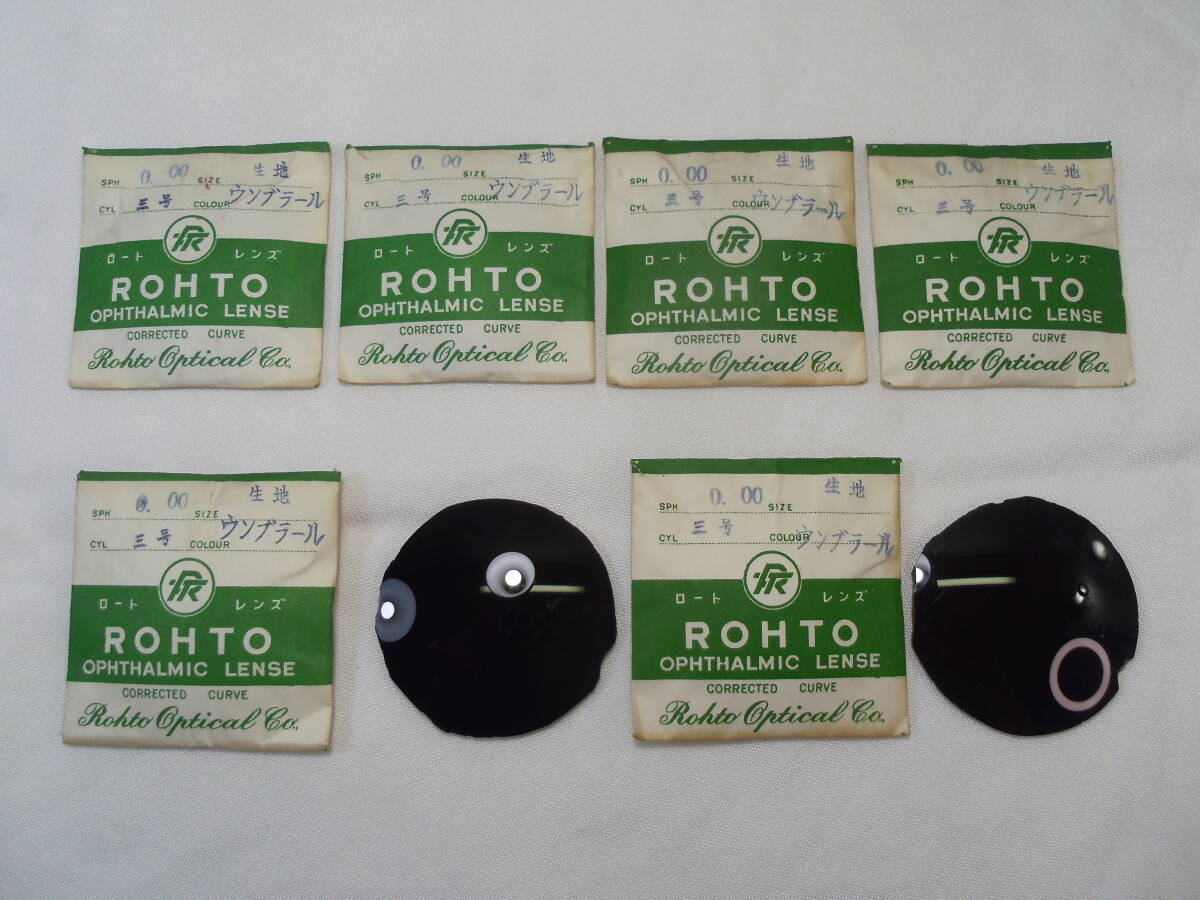 SPH 0.00 SIZE 生地
CYL 三号 COLOUR ウンブラール
ロート レンズ
ROHTO
OPHTHALMIC LENSE
CORRECTED CURVE
Rohto Optical Co.,
SPH 0.00 SIZE 生地
CYL 三号 COLOUR ウンブラール
ロート レンズ
ROHTO
OPHTHALMIC LENSE
CORRECTED CURVE
Rohto Optical Co.,
SPH 0.00 SIZE 生地
CYL 三号 COLOUR ウンブラール
ロート レンズ
ROHTO
OPHTHALMIC LENSE
CORRECTED CURVE
Rohto Optical Co.,
SPH 0.00 SIZE 生地
CYL 三号 COLOUR ウンブラール
ロート レンズ
ROHTO
OPHTHALMIC LENSE
CORRECTED CURVE
Rohto Optical Co.,
SPH 0.00 SIZE 生地
CYL 三号 COLOUR ウンブラール
ロート レンズ
ROHTO
OPHTHALMIC LENSE
CORRECTED CURVE
Rohto Optical Co.,
SPH 0.00 SIZE 生地
CYL 三号 COLOUR ウンブラール
ロート レンズ
ROHTO
OPHTHALMIC LENSE
CORRECTED CURVE
Rohto Optical Co.,